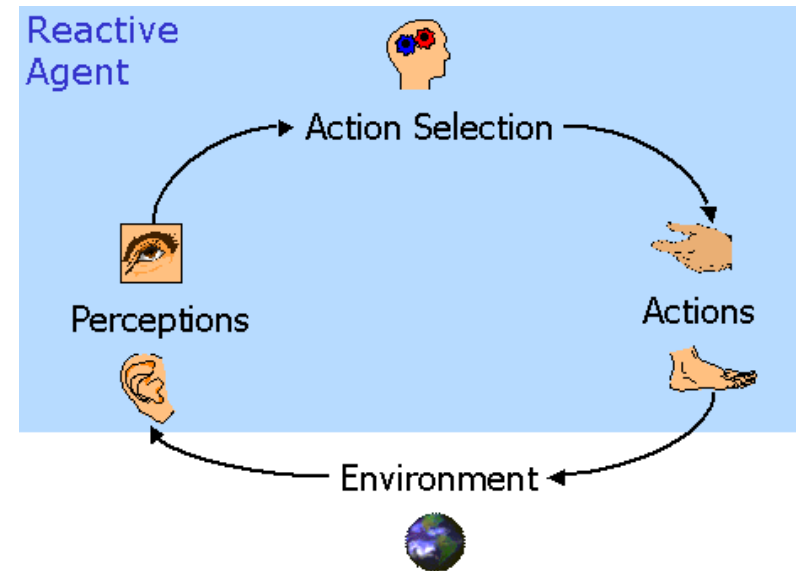 Reactive
Agent
Action Selection
Perceptions
Actions
Environment